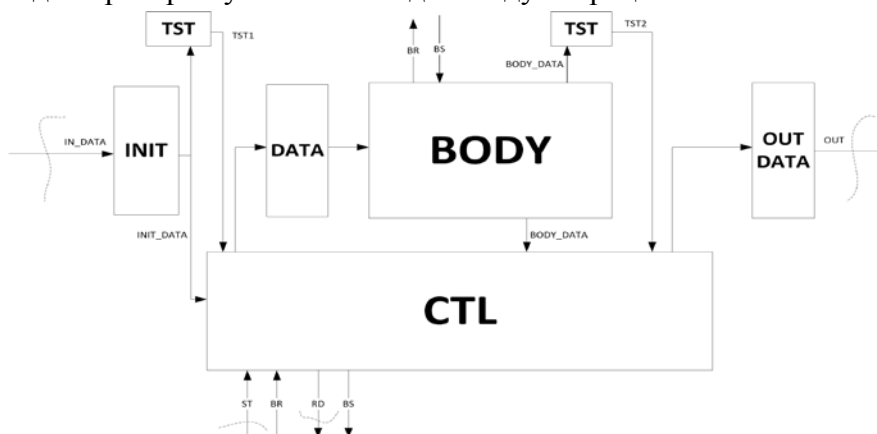 TST
TST1
BR
BS
BODY_DATA
TST
TST2
IN_DATA
INIT
DATA
BODY
OUT
DATA
OUT
INIT_DATA
BODY_DATA
CTL
ST
BR
RD
BS